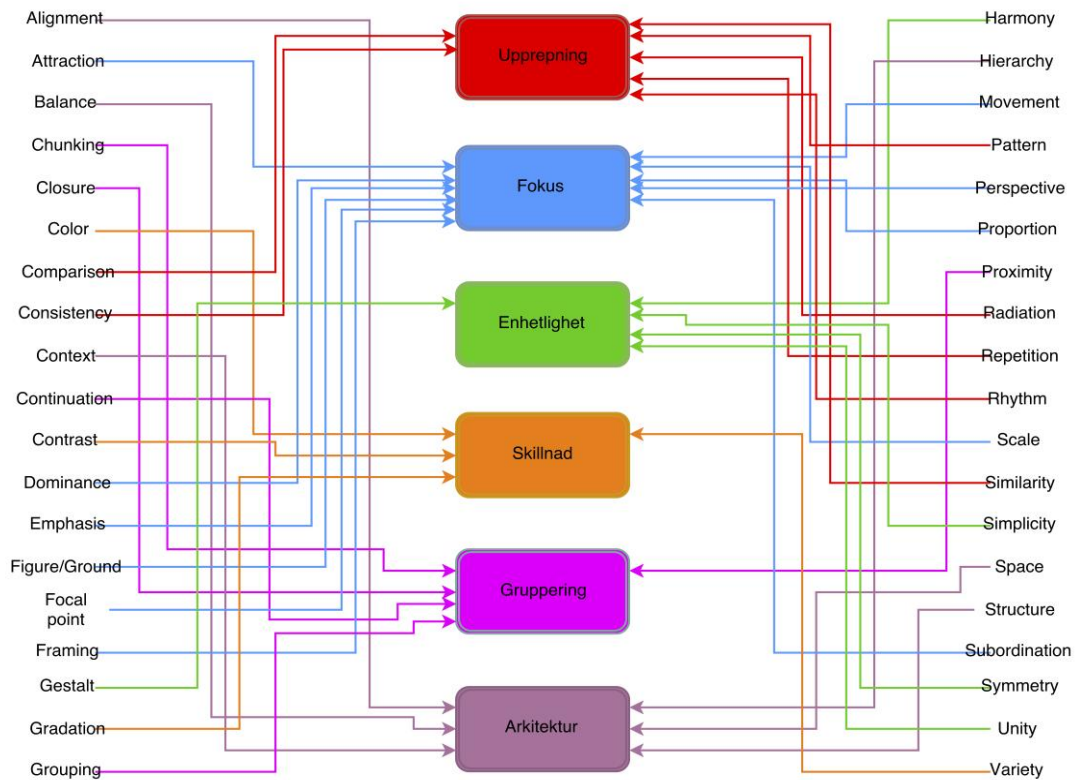 Alignment
Attraction
Balance
Chunking
Closure
Color
Comparison
Consistency
Context
Continuation
Contrast
Dominance
Emphasis
Figure/Ground
Focal
point
Framing
Gestalt
Gradation
Grouping
Upprepning
Fokus
Enhetlighet
Skillnad
Gruppering
Arkitektur
Harmony
Hierarchy
Movement
Pattern
Perspective
Proportion
Proximity
Radiation
Repetition
Rhythm
Scale
Similarity
Simplicity
Space
Structure
Subordination
Symmetry
Unity
Variety